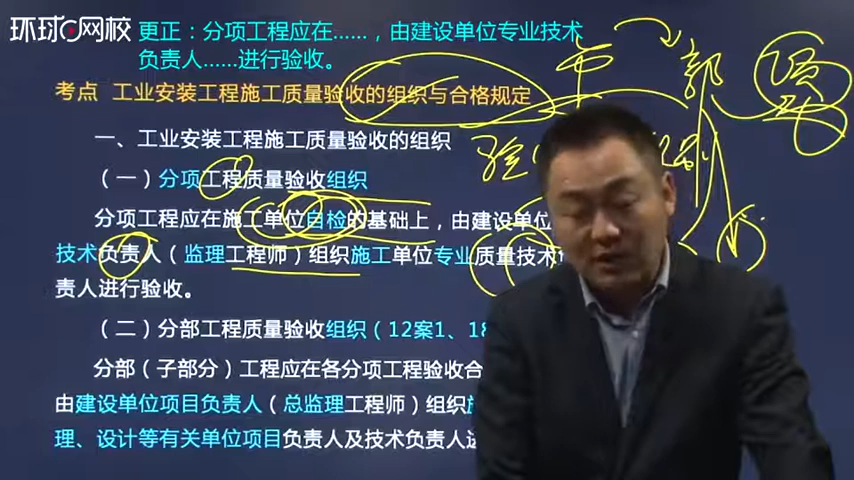 环球网校
更正：分项工程应在……，由建设单位专业技术
负责人……进行验收。
考点 工业安装工程施工质量验收的组织与合格规定
一、工业安装工程施工质量验收的组织
（一）分项工程质量验收组织
分项工程应在施工单位自检的基础上，由建设单位
技术负责人（监理工程师）组织施工单位专业质量技术
责人进行验收。
（二）分部工程质量验收组织（12案1、18
分部（子部分）工程应在各分项工程验收合
由建设单位项目负责人（总监理工程师）组织
理、设计等有关单位项目负责人及技术负责人